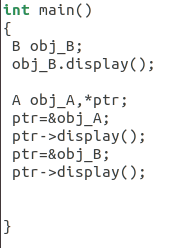 int main()
{
B obj_B;
obj_B.display();
A obj_A,*ptr;
ptr=&obj_A;
ptr->display();
ptr=&obj_B;
ptr->display();
}